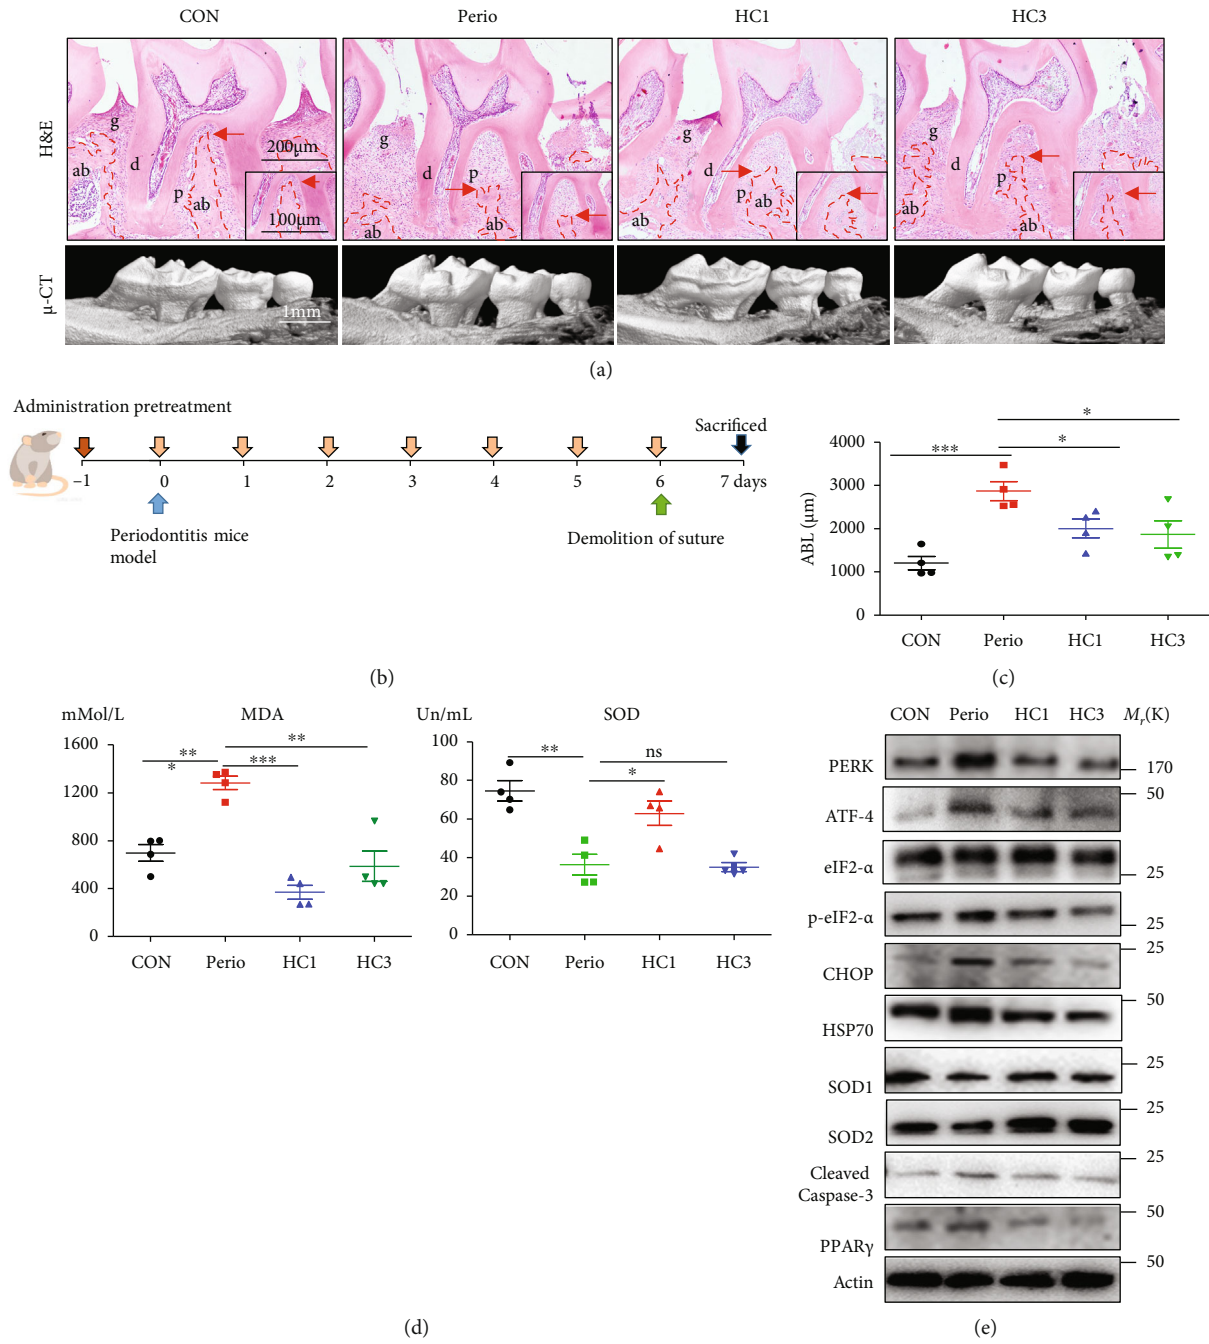 CON Perio HC1 HC3
H&E
g ab d p ab 200μm 100μm
g d p ab ab
g d p ab ab
g d p ab ab
μ-CT
1mm
(a)
Administration pretreatment
Sacrificed
–1 0 1 2 3 4 5 6 7 days
Periodontitis mice
model
Demolition of suture
(b)
ABL (μm)
4000
3000
2000
1000
0
***
*
*
CON Perio HC1 HC3
(c)
mMol/L MDA
1600
1200
800
400
0
**
*
***
**
CON Perio HC1 HC3
Un/mL SOD
100
80
60
40
20
0
**
*
ns
CON Perio HC1 HC3
(d)
CON Perio HC1 HC3 Mr(K)
PERK 170
ATF-4 50
eIF2-α 25
p-eIF2-α 25
CHOP 25
HSP70 50
SOD1 25
SOD2 25
Cleaved
Caspase-3 25
PPARγ 50
Actin 50
(e)